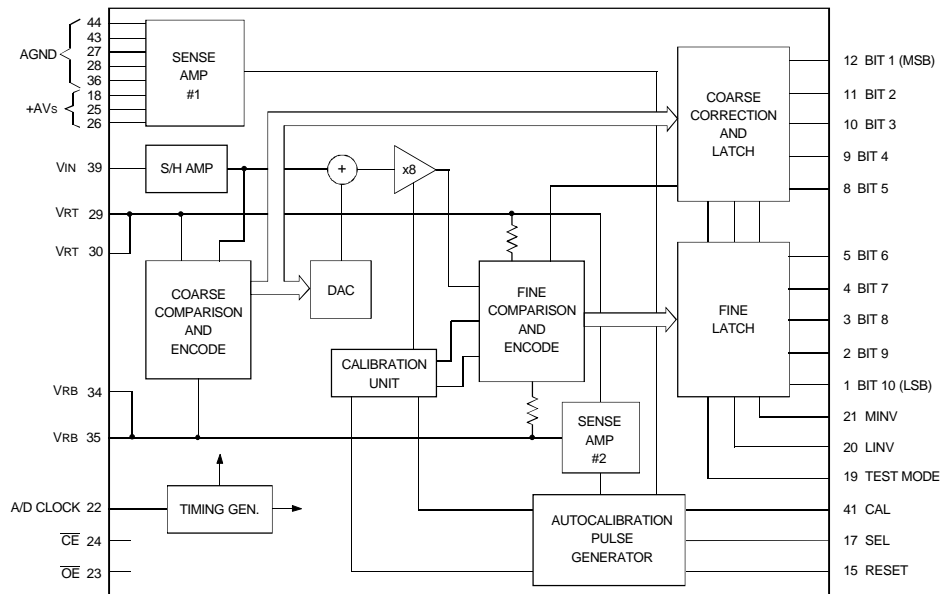 44
43
AGND 27
28
36
18
+AVs 25
26
SENSE
AMP
#1
COARSE
CORRECTION
AND
LATCH
12 BIT 1 (MSB)
11 BIT 2
10 BIT 3
9 BIT 4
8 BIT 5
VIN 39
S/H AMP
+
x8
VRT 29
VRT 30
COARSE
COMPARISON
AND
ENCODE
DAC
FINE
COMPARISON
AND
ENCODE
FINE
LATCH
5 BIT 6
4 BIT 7
3 BIT 8
2 BIT 9
1 BIT 10 (LSB)
CALIBRATION
UNIT
VRB 34
VRB 35
SENSE
AMP
#2
21 MINV
20 LINV
19 TEST MODE
A/D CLOCK 22
TIMING GEN.
CE 24
OE 23
AUTOCALIBRATION
PULSE
GENERATOR
41 CAL
17 SEL
15 RESET